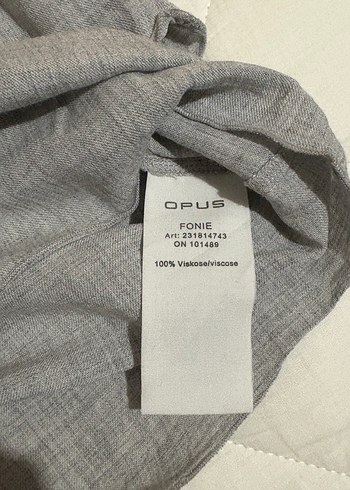 OPUS
FONIE
Art: 231814743
ON 101489
100% Viskose/viscose